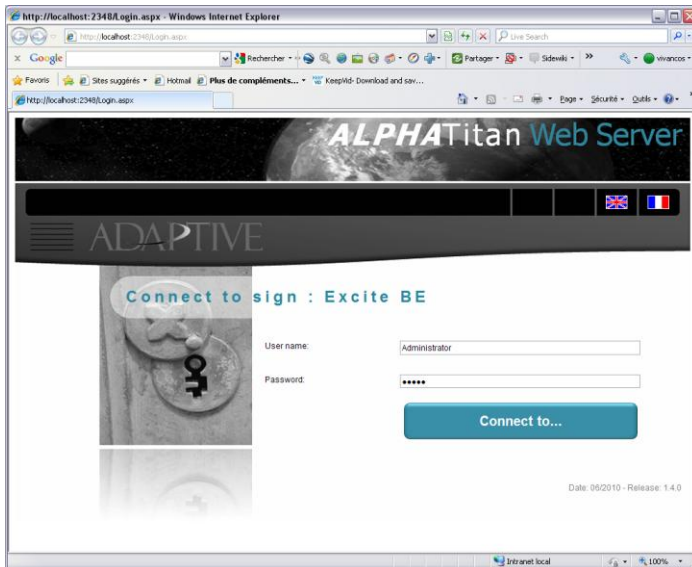 http://localhost:2348/Login.aspx - Windows Internet Explorer
http://localhost:2348/Login.aspx
Live Search
Google
Rechercher
Partager
Sidewiki
vivancos
Favoris
Sites suggérés
Hotmail
Plus de compléments...
KeepVid- Download and sav...
http://localhost:2348/Login.aspx
Page
Sécurité
Outils
ALPHATitan Web Server
ADAPTIVE
Connect to sign : Excite BE
User name:
Administrator
Password:
•••••
Connect to...
Date: 06/2010 - Release: 1.4.0
Intranet local
100%